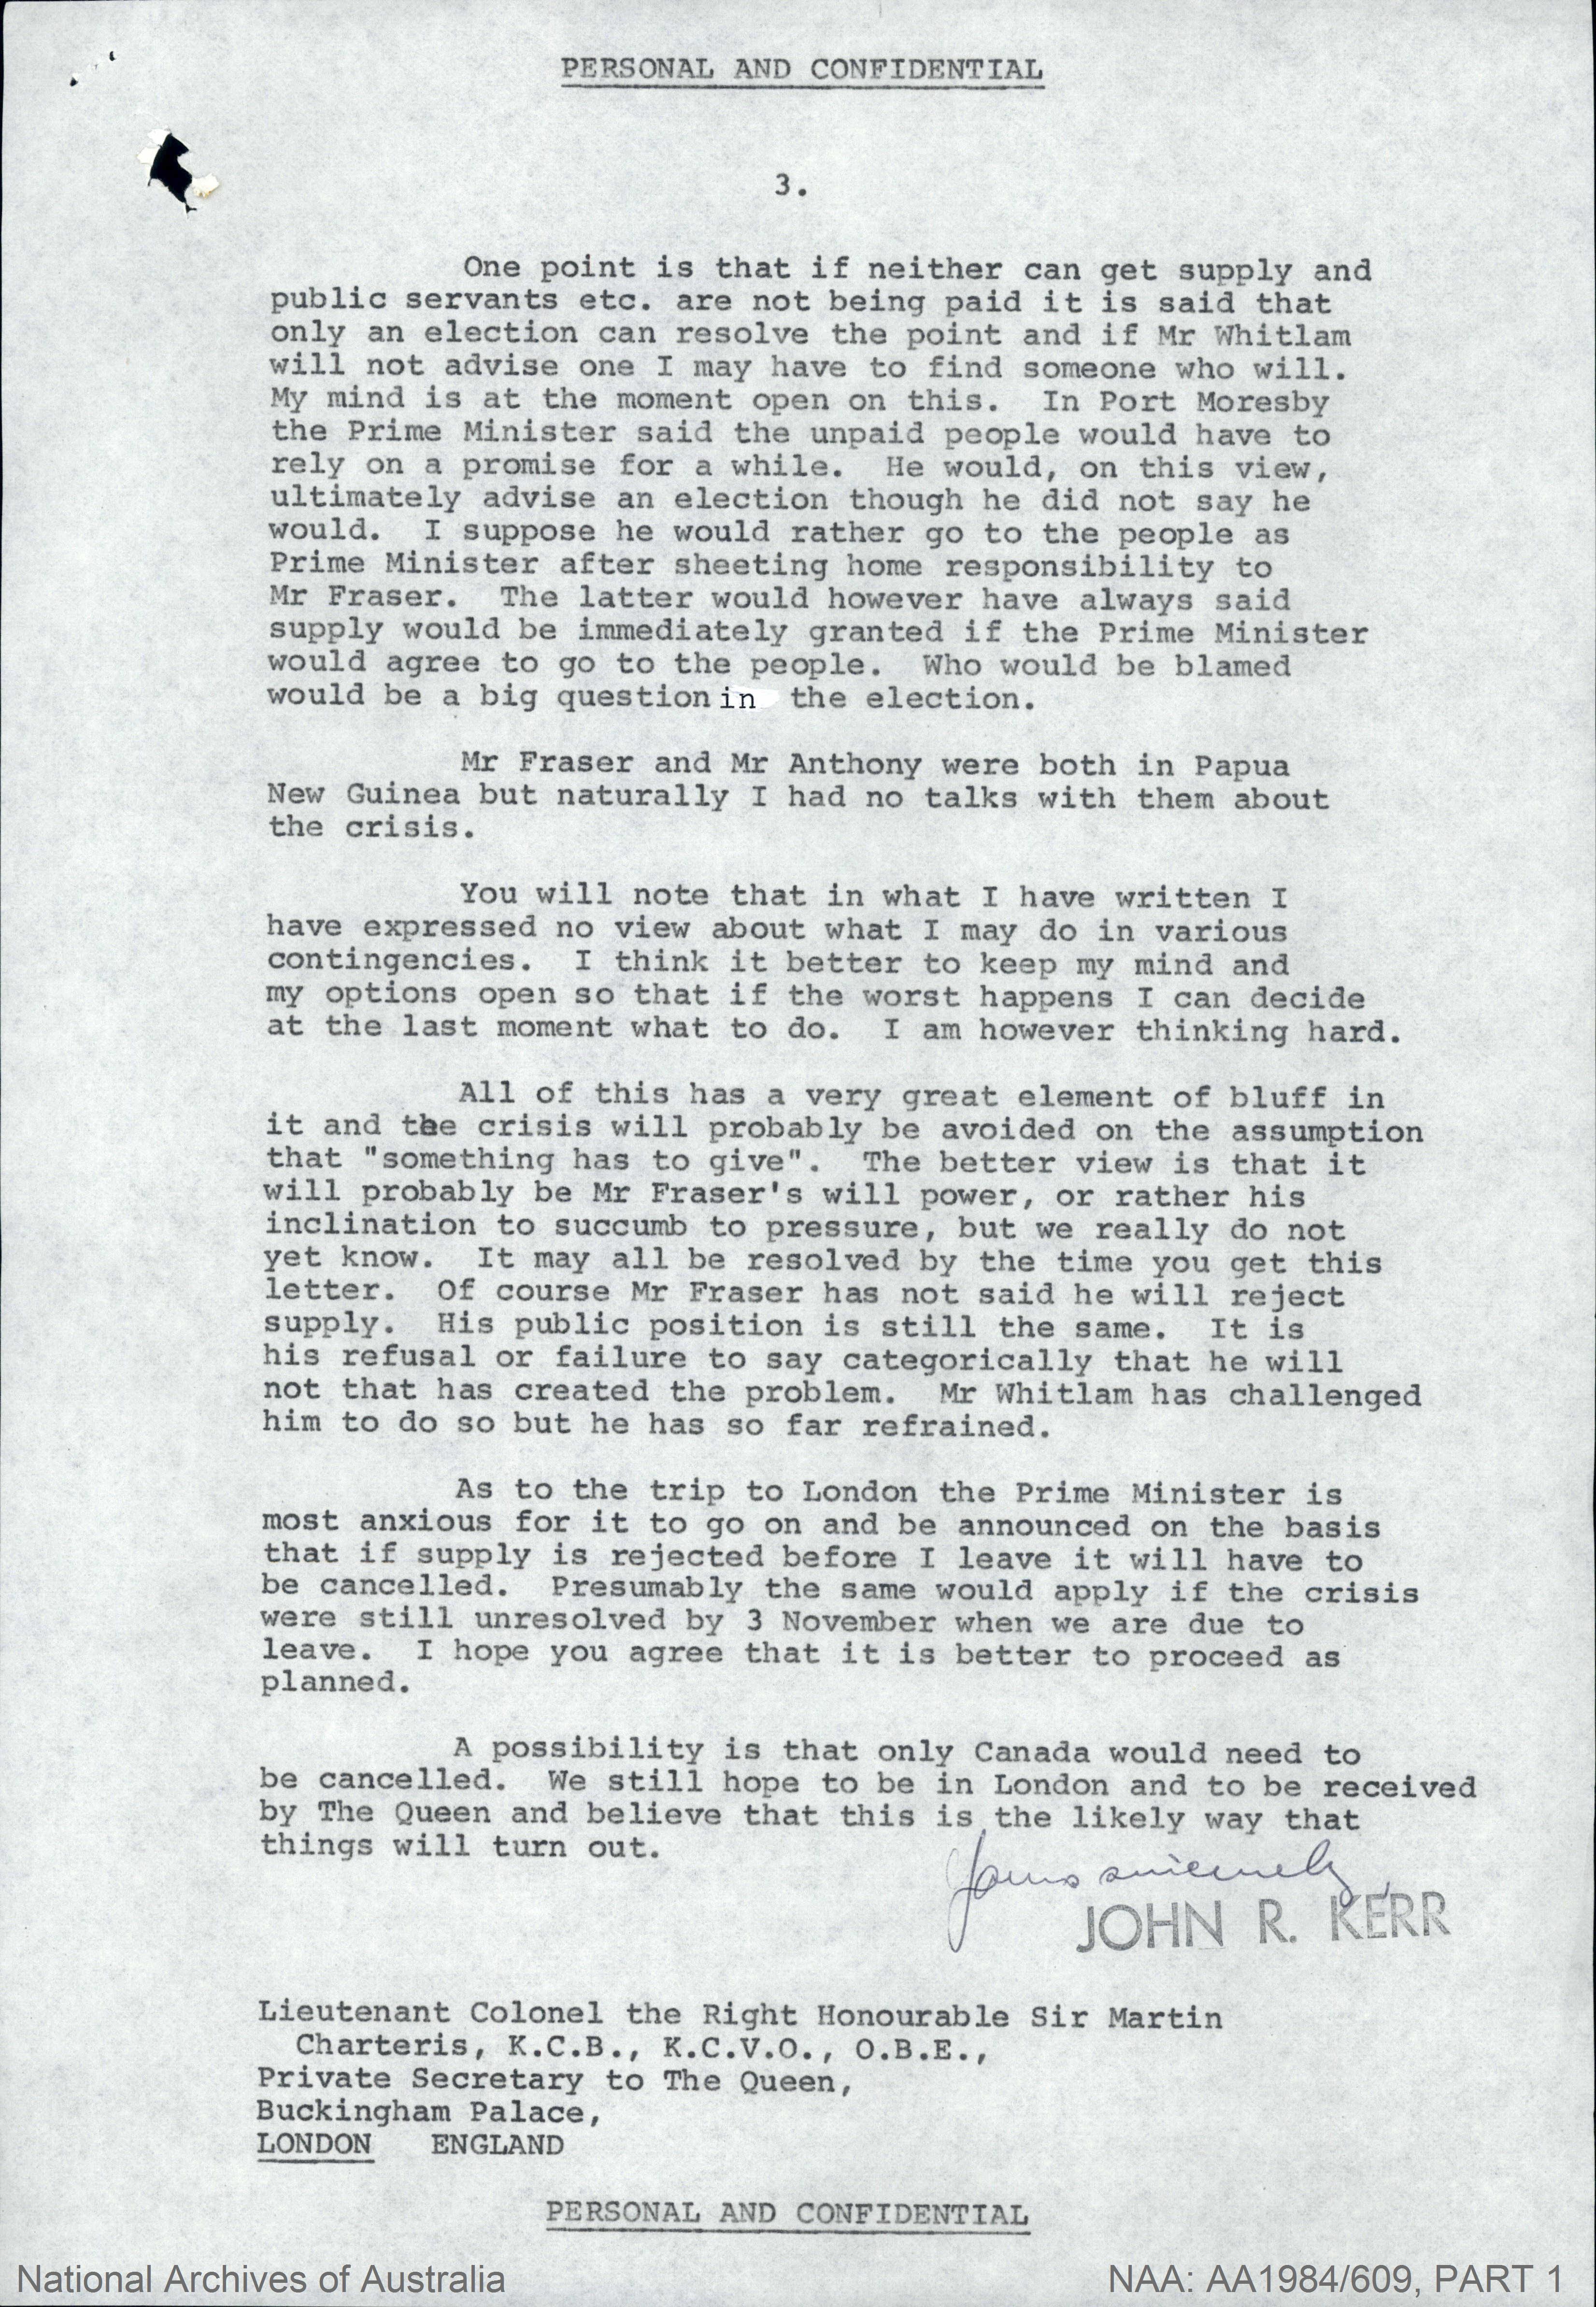 PERSONAL AND CONFIDENTIAL
3.
One point is that if neither can get supply and
public servants etc. are not being paid it is said that
only an election can resolve the point and if Mr Whitlam
will not advise one I may have to find someone who will.
My mind is at the moment open on this. In Port Moresby
the Prime Minister said the unpaid people would have to
rely on a promise for a while. He would, on this view,
ultimately advise an election though he did not say he
would. I suppose he would rather go to the people as
Prime Minister after sheeting home responsibility to
Mr Fraser. The latter would however have always said
supply would be immediately granted if the Prime Minister
would agree to go to the people. Who would be blamed
would be a big question in the election.
Mr Fraser and Mr Anthony were both in Papua
New Guinea but naturally I had no talks with them about
the crisis.
You will note that in what I have written I
have expressed no view about what I may do in various
contingencies. I think it better to keep my mind and
my options open so that if the worst happens I can decide
at the last moment what to do. I am however thinking hard.
All of this has a very great element of bluff in
it and the crisis will probably be avoided on the assumption
that "something has to give". The better view is that it
will probably be Mr Fraser's will power, or rather his
inclination to succumb to pressure, but we really do not
yet know. It may all be resolved by the time you get this
letter. Of course Mr Fraser has not said he will reject
supply. His public position is still the same. It is
his refusal or failure to say categorically that he will
not that has created the problem. Mr Whitlam has challenged
him to do so but he has so far refrained.
As to the trip to London the Prime Minister is
most anxious for it to go on and be announced on the basis
that if supply is rejected before I leave it will have to
be cancelled. Presumably the same would apply if the crisis
were still unresolved by 3 November when we are due to
leave. I hope you agree that it is better to proceed as
planned.
A possibility is that only Canada would need to
be cancelled. We still hope to be in London and to be received
by The Queen and believe that this is the likely way that
things will turn out.
Yours sincerely,
JOHN R. KERR
Lieutenant Colonel the Right Honourable Sir Martin
Charteris, K.C.B., K.C.V.O., O.B.E.,
Private Secretary to The Queen,
Buckingham Palace,
LONDON ENGLAND
PERSONAL AND CONFIDENTIAL
National Archives of Australia
NAA: AA1984/609, PART 1